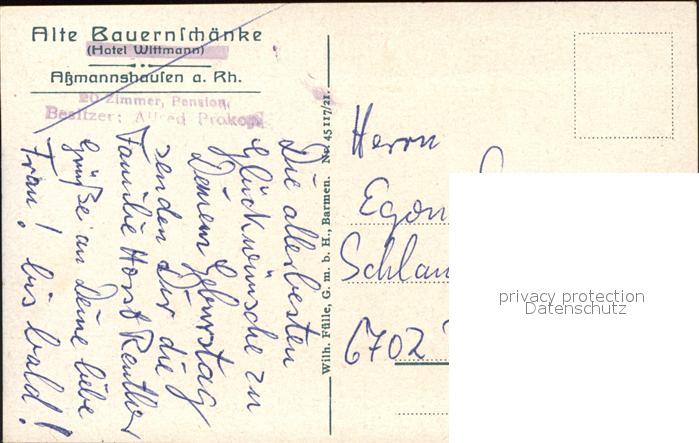 Alte Bauernschänke
(Hotel Wittmann)
Aßmannshausen a. Rh.
20 Zimmer, Pension,
Besitzer: Alfred Prokop
Die allerbesten
Glückwünsche zu
Deinem Geburtstag
senden Dir die
Familie Horst Reuther
Grüße an Deine liebe
Frau! bis bald!
Wilh. Fülle, G. m. b. H., Barmen. Nr. 45117/21.
Herrn
Egon
Schlau
6702
privacy protection
Datenschutz